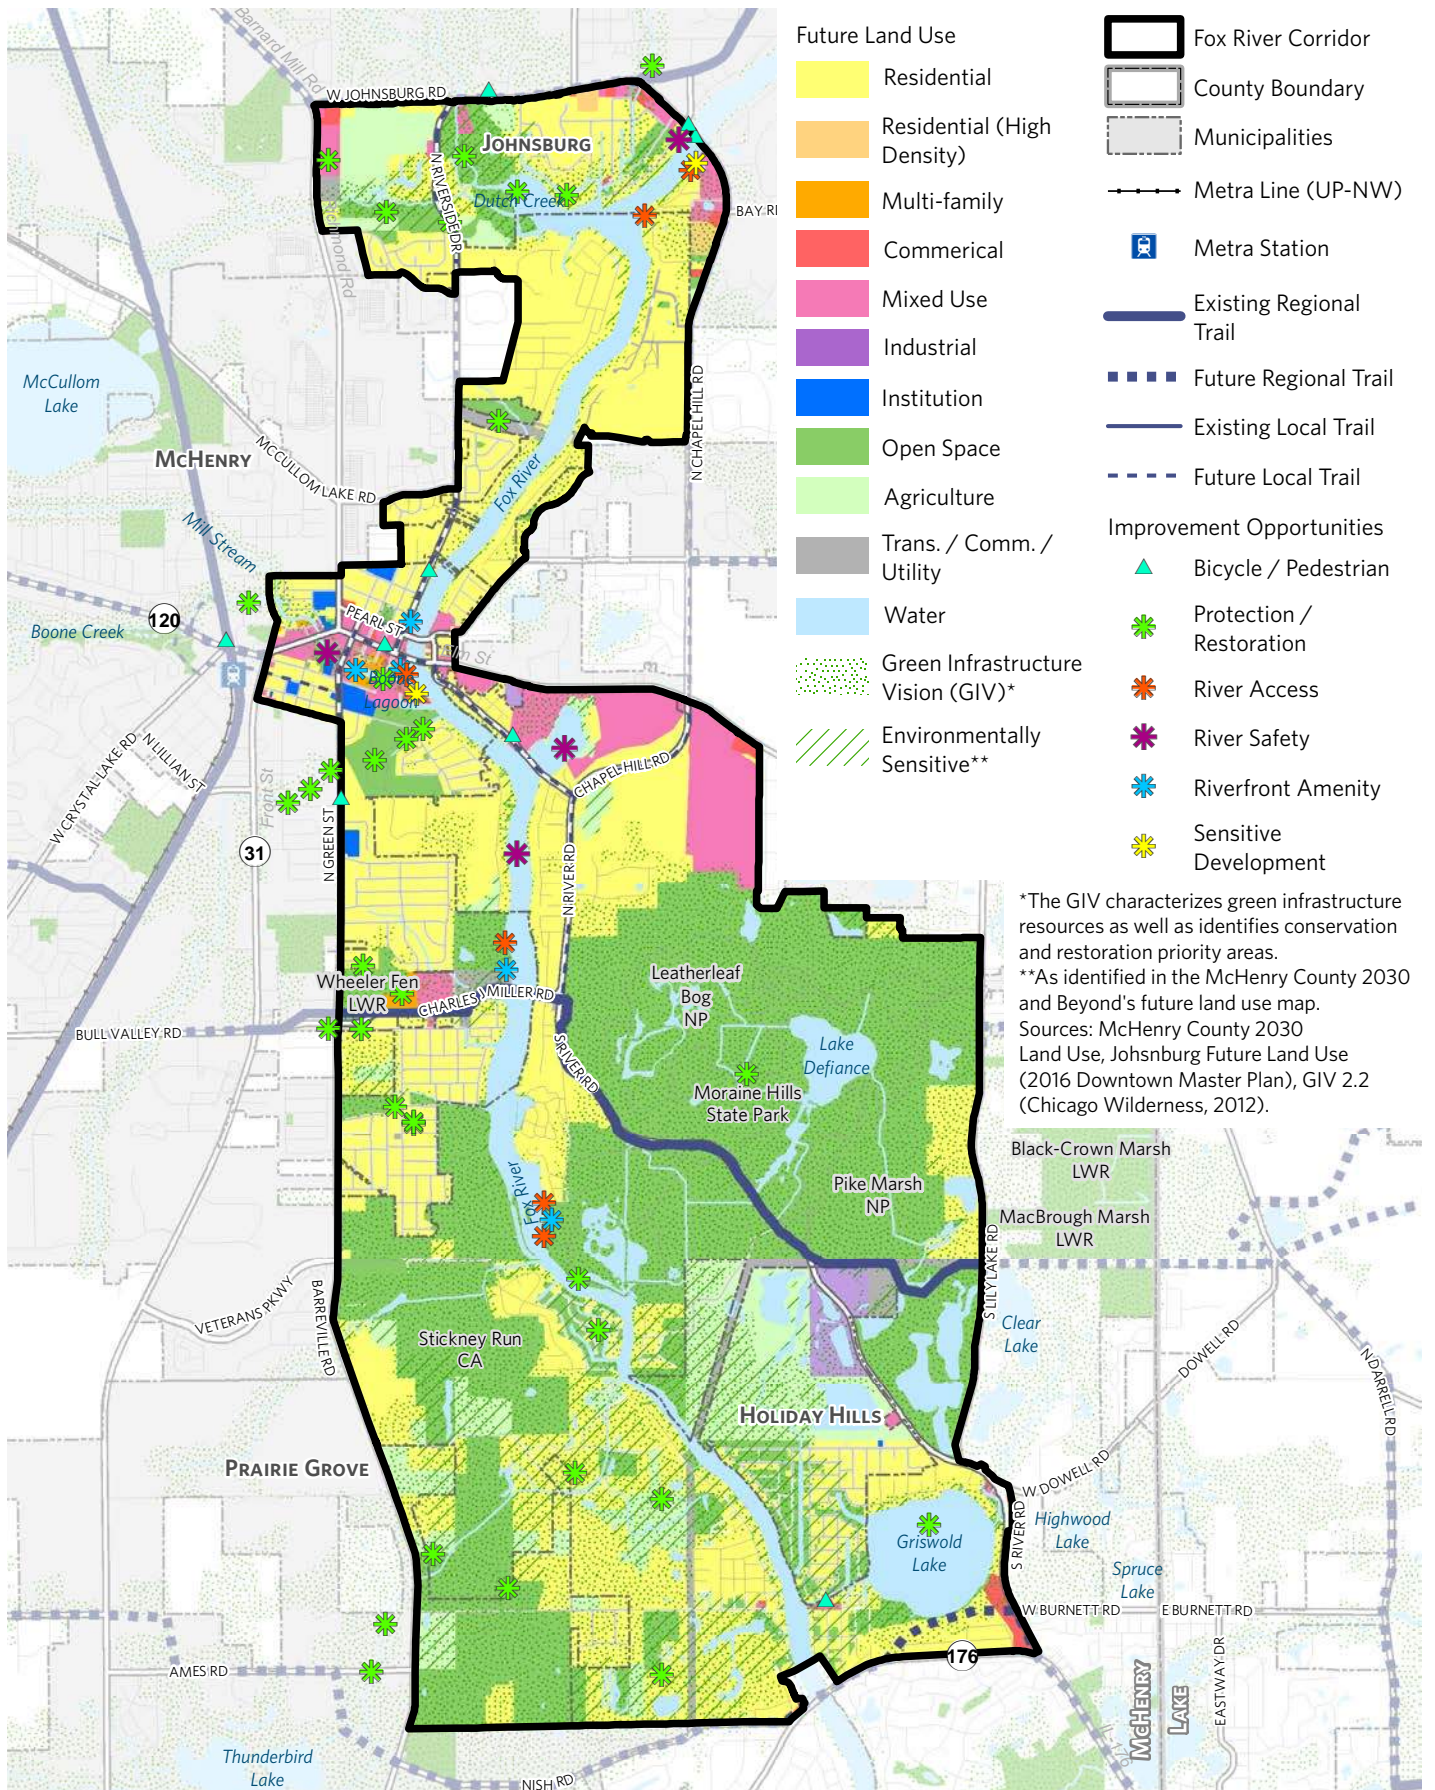 Future Land Use
Residential
Residential (High
Density)
Multi-family
Commerical
Mixed Use
Industrial
Institution
Open Space
Agriculture
Trans. / Comm. /
Utility
Water
Green Infrastructure
Vision (GIV)*
Environmentally
Sensitive**
Fox River Corridor
County Boundary
Municipalities
Metra Line (UP-NW)
Metra Station
Existing Regional
Trail
Future Regional Trail
Existing Local Trail
Future Local Trail
Improvement Opportunities
Bicycle / Pedestrian
Protection /
Restoration
River Access
River Safety
Riverfront Amenity
Sensitive
Development
*The GIV characterizes green infrastructure
resources as well as identifies conservation
and restoration priority areas.
**As identified in the McHenry County 2030
and Beyond's future land use map.
Sources: McHenry County 2030
Land Use, Johsnburg Future Land Use
(2016 Downtown Master Plan), GIV 2.2
(Chicago Wilderness, 2012).
Barnard Mill Rd
W JOHNSBURG RD
JOHNSBURG
N RIVERSIDE DR
Dutch Creek
BAY R
mond Rd
McCullom
Lake
N CHAPEL HILL RD
MCHENRY
MCCULLOM LAKE RD
Fox River
Mill Stream
120
Boone Creek
PEARL ST
Elm St
Boone
Lagoon
W CRYSTAL LAKE RD
N LILLIAN ST
Front St
CHAPEL HILL RD
N GREEN ST
31
N RIVER RD
Wheeler Fen
LWR
CHARLES J MILLER RD
BULL VALLEY RD
Leatherleaf
Bog
NP
Lake
Defiance
S RIVER RD
Moraine Hills
State Park
Black-Crown Marsh
LWR
Pike Marsh
NP
MacBrough Marsh
LWR
Fox River
S LILY LAKE RD
VETERANS PKWY
BARREVILLE RD
Stickney Run
CA
Clear
Lake
DOWELL RD
N DARRELL RD
HOLIDAY HILLS
PRAIRIE GROVE
W DOWELL RD
S RIVER RD
Highwood
Lake
Griswold
Lake
Spruce
Lake
W BURNETT RD
E BURNETT RD
176
AMES RD
MCHENRY
LAKE
EASTWAY DR
Thunderbird
Lake
NISH RD